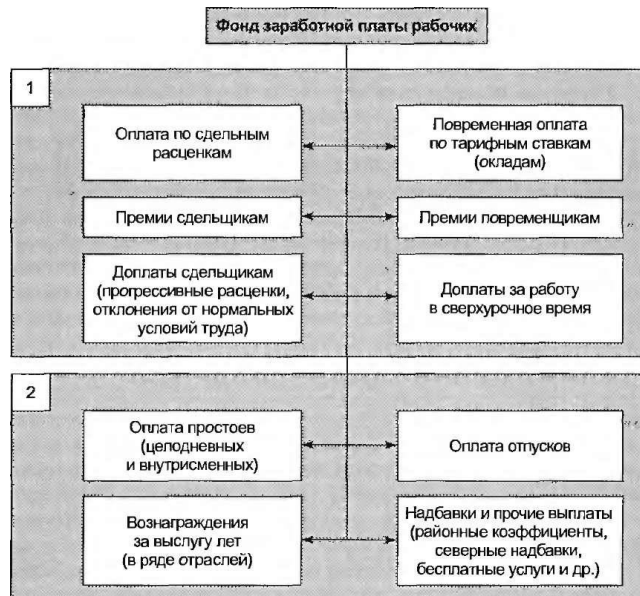 Фонд заработной платы рабочих
1
Оплата по сдельным
расценкам
Повременная оплата
по тарифным ставкам
(окладам)
Премии сдельщикам
Премии повременщикам
Доплаты сдельщикам
(прогрессивные расценки,
отклонения от нормальных
условий труда)
Доплаты за работу
в сверхурочное время
2
Оплата простоев
(целодневных
и внутрисменных)
Оплата отпусков
Вознаграждения
за выслугу лет
(в ряде отраслей)
Надбавки и прочие выплаты
(районные коэффициенты,
северные надбавки,
бесплатные услуги и др.)